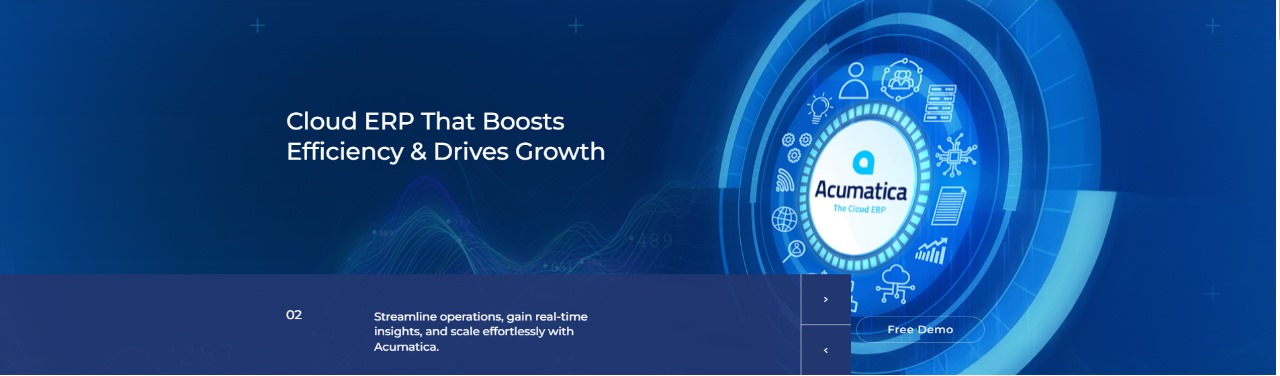 Cloud ERP That Boosts
Efficiency & Drives Growth
Acumatica
The Cloud ERP
489
02
Streamline operations, gain real-time
insights, and scale effortlessly with
Acumatica.
Free Demo